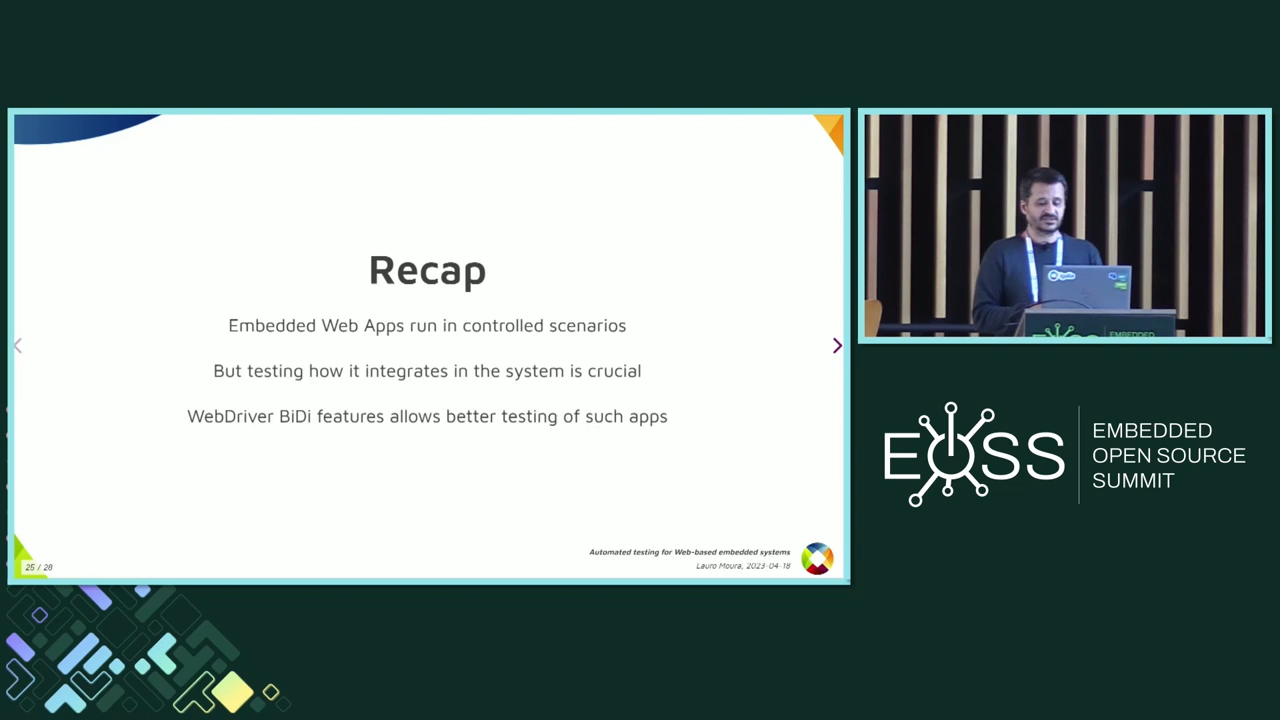 Recap
Embedded Web Apps run in controlled scenarios
But testing how it integrates in the system is crucial
WebDriver BiDi features allows better testing of such apps
Automated testing for Web-based embedded systems
Lauro Moura, 2023-04-18
25 / 28
EOSS
EMBEDDED
OPEN SOURCE
SUMMIT